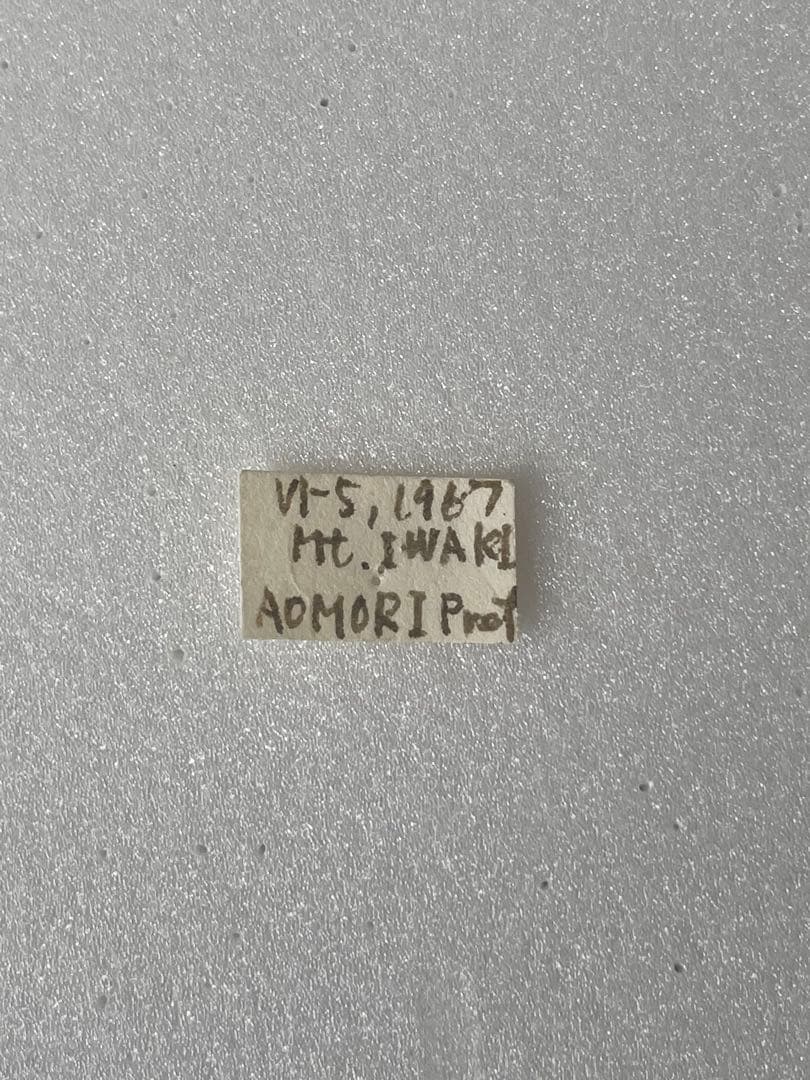 VI-5, 1967
Mt. IWAKI
AOMORI Pref